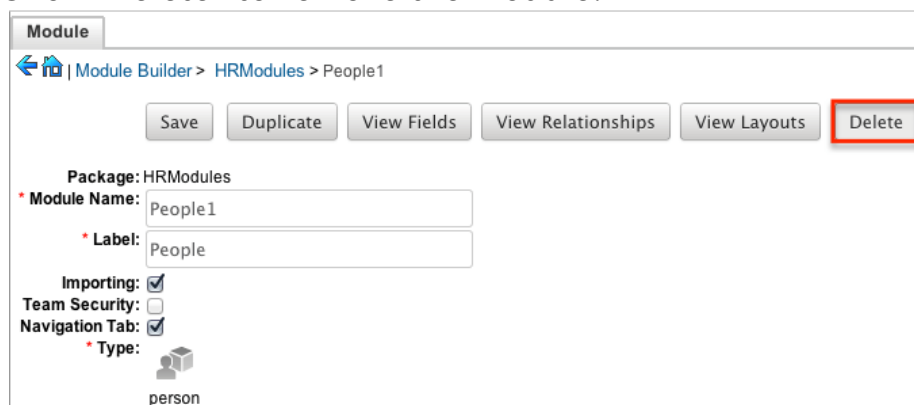 Module
| Module Builder > HRModules > People1
Save Duplicate View Fields View Relationships View Layouts Delete
Package: HRModules
* Module Name: People1
* Label: People
Importing:
Team Security:
Navigation Tab:
* Type:
person